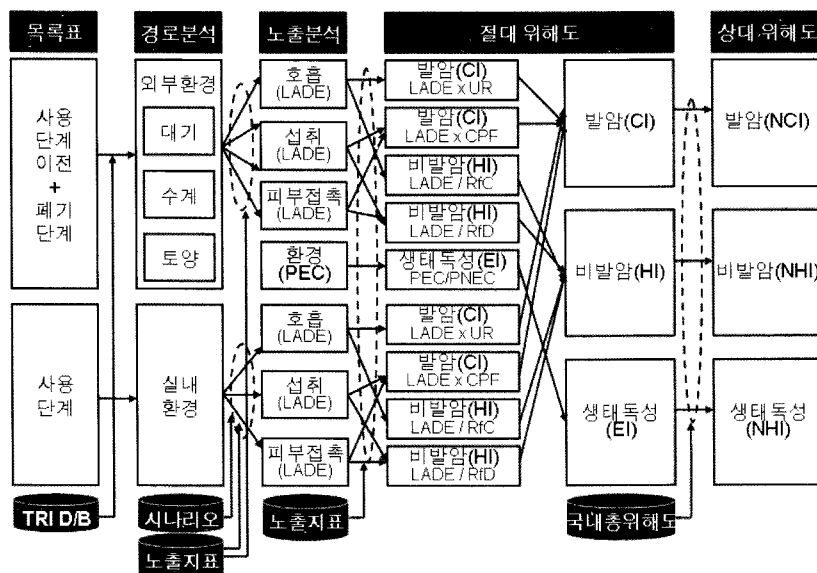 목록표
경로분석
노출분석
절대 위해도
상대 위해도
사용
단계
이전
+
폐기
단계
외부환경
대기
수계
토양
호흡
(LADE)
섭취
(LADE)
피부접촉
(LADE)
환경
(PEC)
발암(CI)
LADE x UR
발암(CI)
LADE x CPF
비발암(HI)
LADE / RfC
비발암(HI)
LADE / RfD
생태독성(EI)
PEC/PNEC
발암(CI)
비발암(HI)
생태독성
(EI)
발암(NCI)
비발암(NHI)
생태독성
(NHI)
사용
단계
실내
환경
호흡
(LADE)
섭취
(LADE)
피부접촉
(LADE)
발암(CI)
LADE x UR
발암(CI)
LADE x CPF
비발암(HI)
LADE / RfC
비발암(HI)
LADE / RfD
TRI D/B
시나리오
노출지표
노출지표
국내총위해도